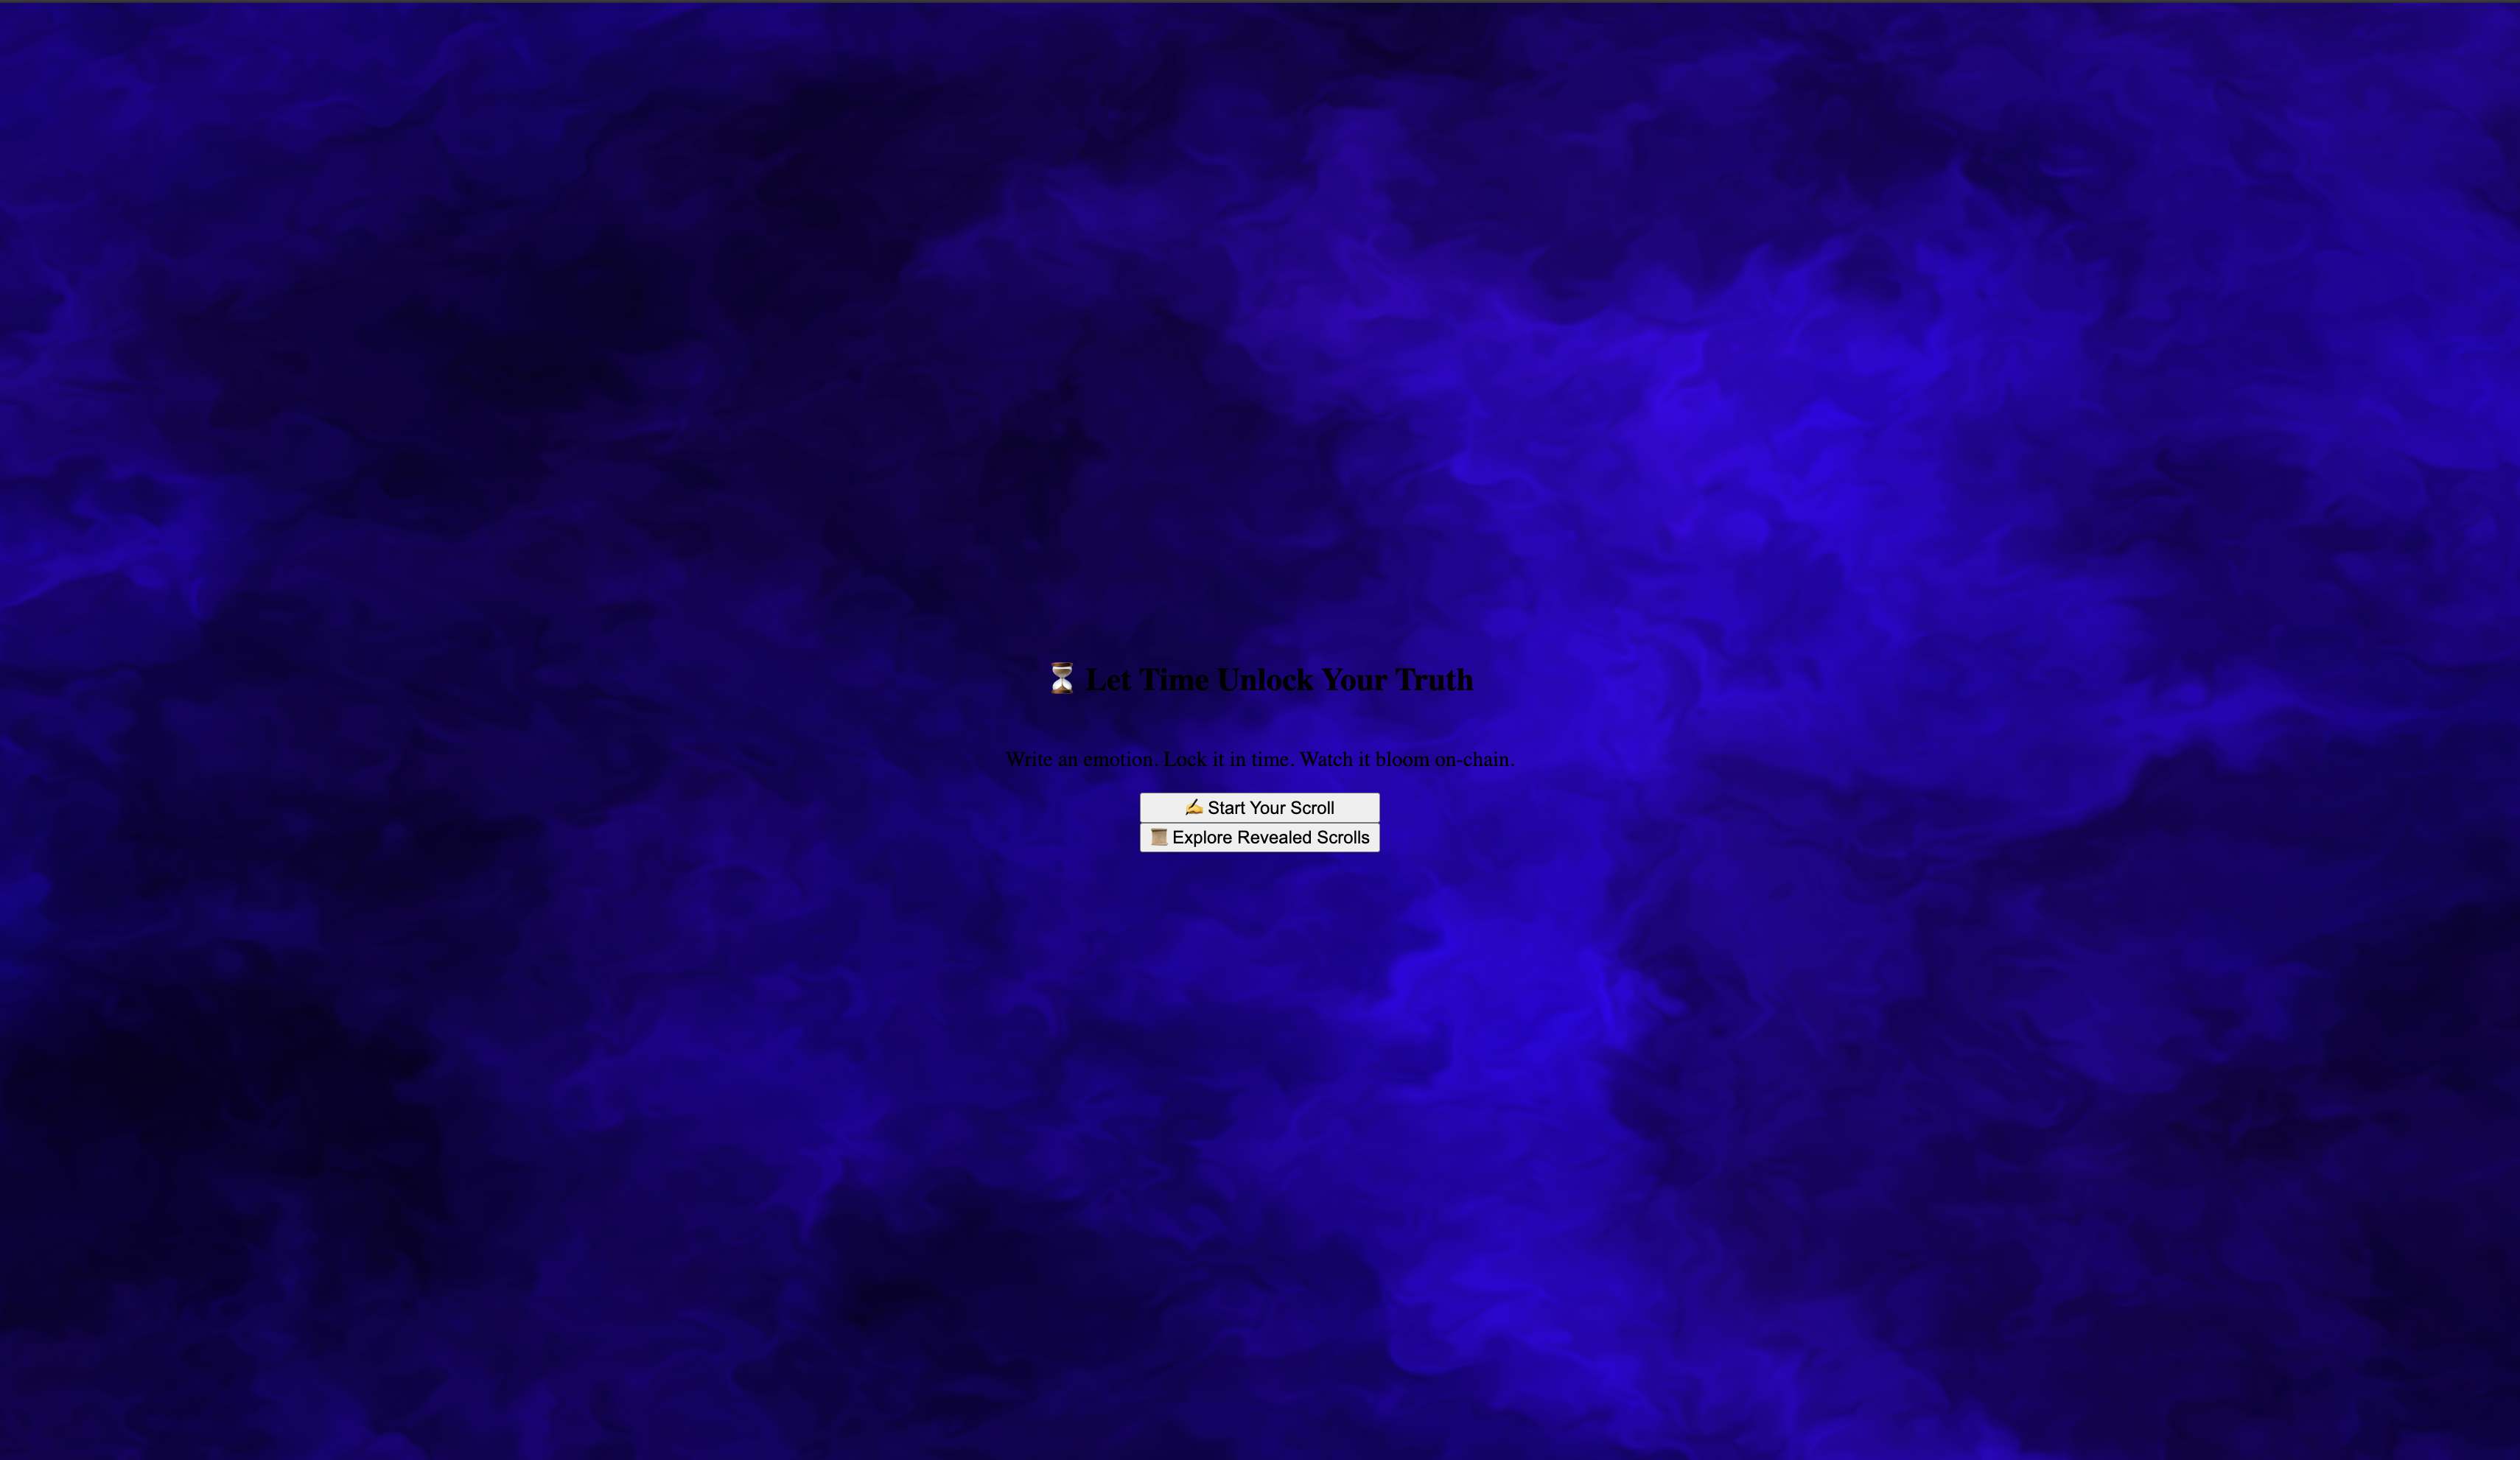 ⏳ Let Time Unlock Your Truth
Write an emotion. Lock it in time. Watch it bloom on-chain.
✍️ Start Your Scroll
📜 Explore Revealed Scrolls